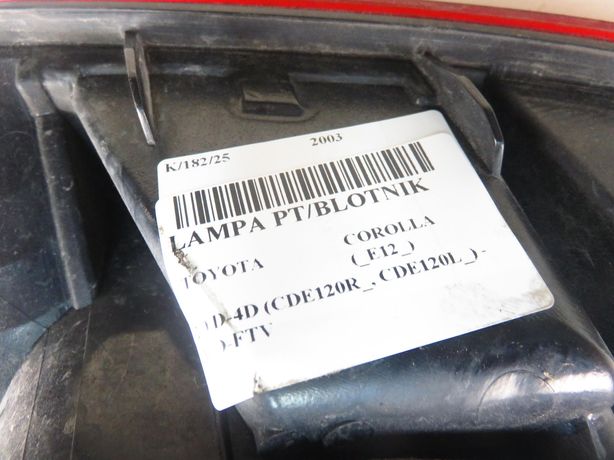 K/182/25 2003
LAMPA PT/BLOTNIK
TOYOTA COROLLA
(_E12_)
D-4D (CDE120R_, CDE120L_) -
D-FTV